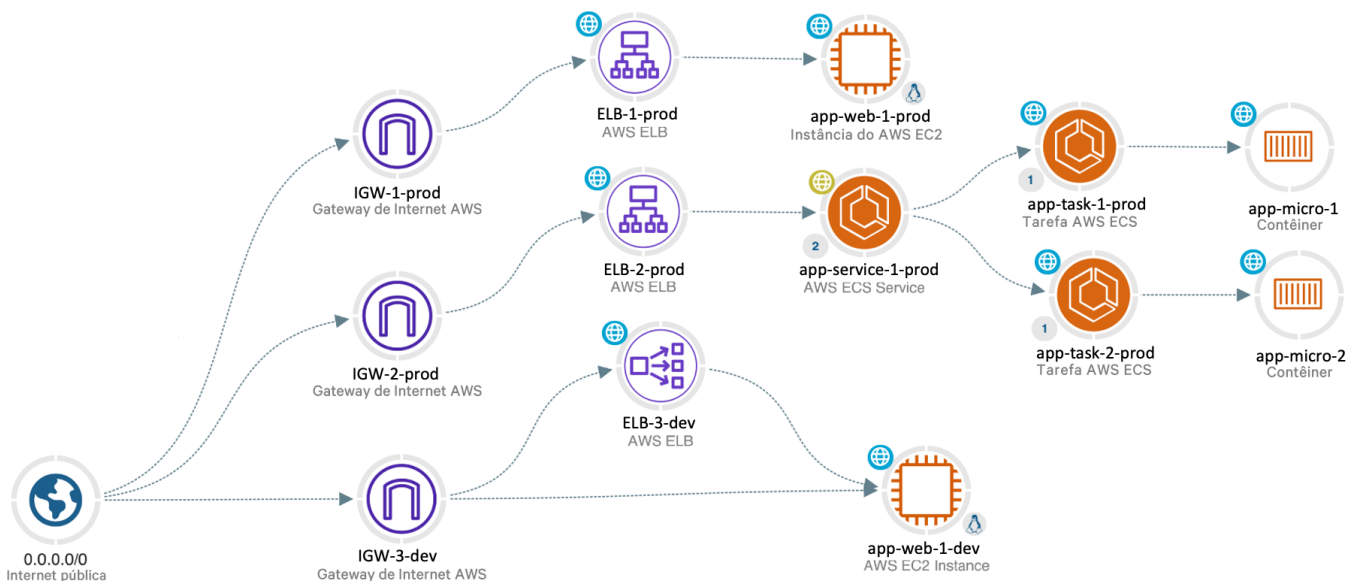 ELB-1-prod
AWS ELB
app-web-1-prod
Instância do AWS EC2
IGW-1-prod
Gateway de Internet AWS
1
app-task-1-prod
Tarefa AWS ECS
app-micro-1
Contêiner
ELB-2-prod
AWS ELB
2
app-service-1-prod
AWS ECS Service
1
app-task-2-prod
Tarefa AWS ECS
app-micro-2
Contêiner
IGW-2-prod
Gateway de Internet AWS
ELB-3-dev
AWS ELB
0.0.0.0/0
Internet pública
IGW-3-dev
Gateway de Internet AWS
app-web-1-dev
AWS EC2 Instance